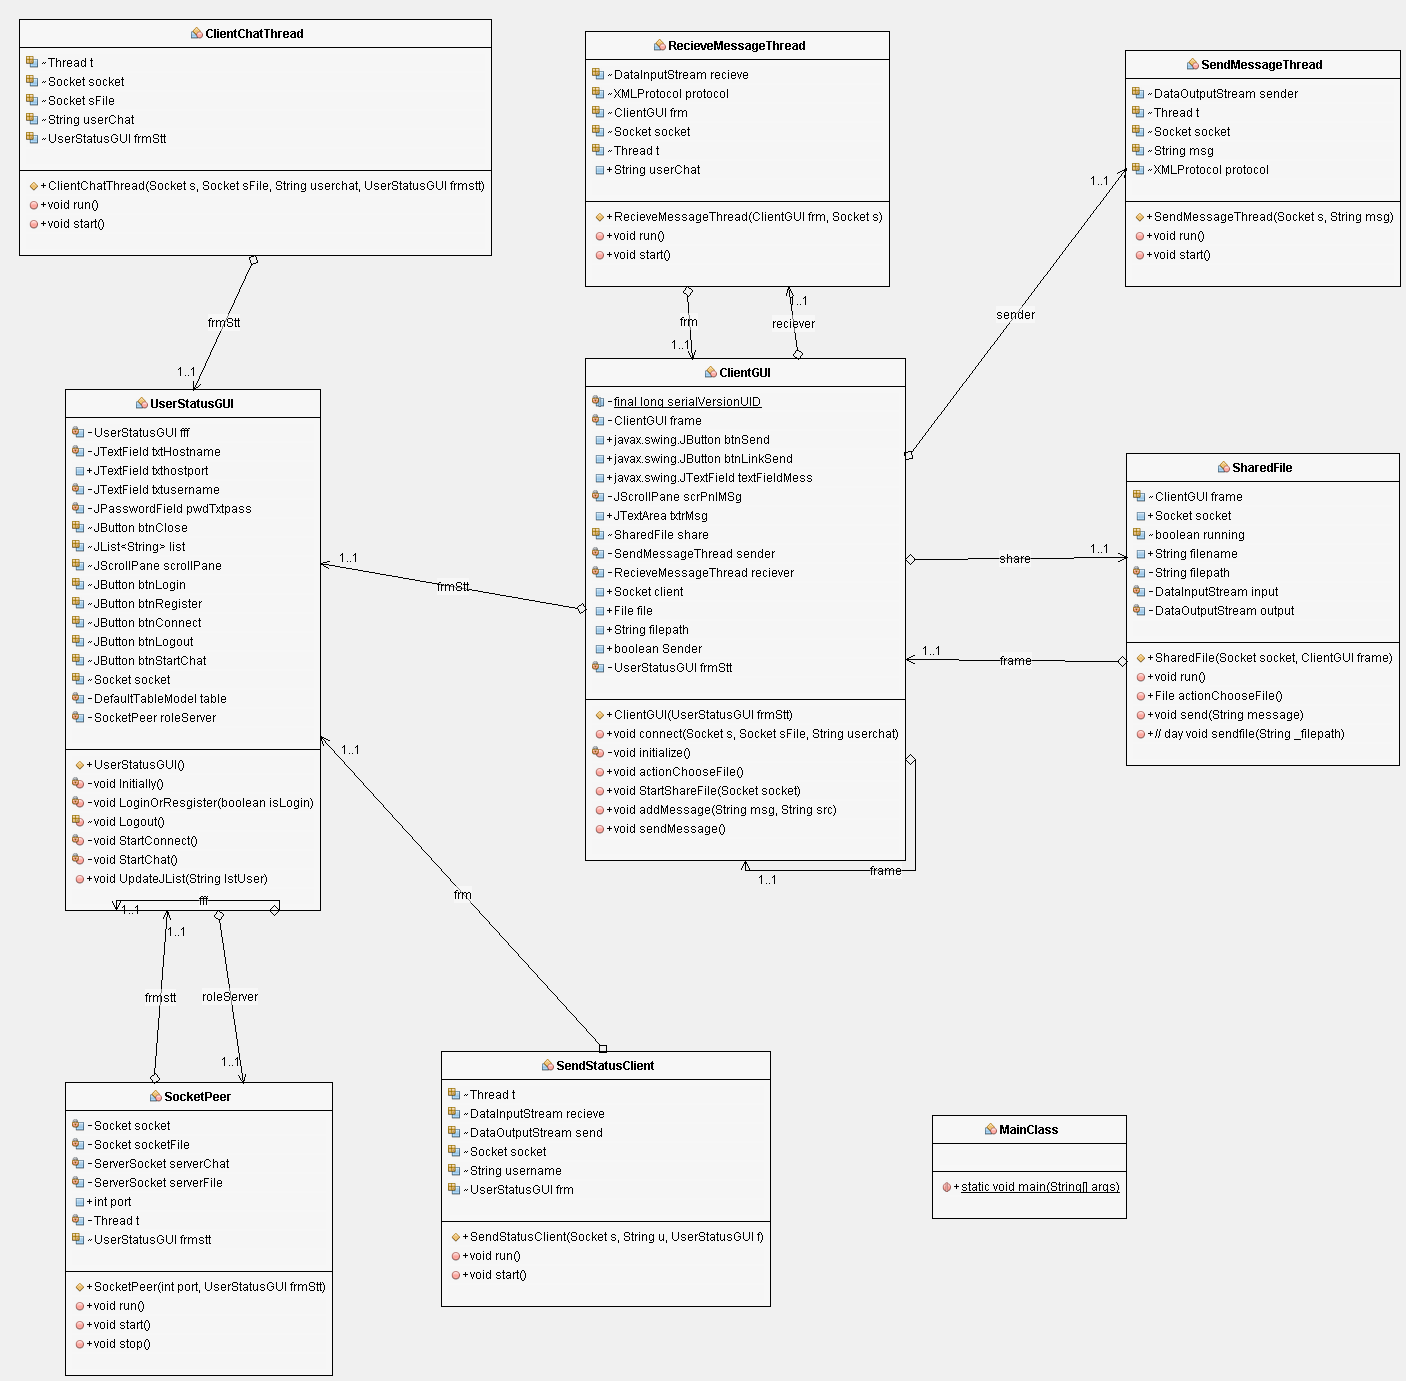 ClientChatThread
~Thread t
~Socket socket
~Socket sFile
~String userChat
~UserStatusGUI frmStt
+ClientChatThread(Socket s, Socket sFile, String userchat, UserStatusGUI frmstt)
+void run()
+void start()
RecieveMessageThread
~DataInputStream recieve
~XMLProtocol protocol
~ClientGUI frm
~Socket socket
~Thread t
+String userChat
+RecieveMessageThread(ClientGUI frm, Socket s)
+void run()
+void start()
SendMessageThread
~DataOutputStream sender
~Thread t
~Socket socket
~String msg
~XMLProtocol protocol
+SendMessageThread(Socket s, String msg)
+void run()
+void start()
1..1
frmStt
1..1
frm
1..1
1..1
reciever
sender
UserStatusGUI
-UserStatusGUI fff
-JTextField txtHostname
+JTextField txthostport
-JTextField txtusername
-JPasswordField pwdTxtpass
~JButton btnClose
~JList<String> list
~JScrollPane scrollPane
~JButton btnLogin
~JButton btnRegister
~JButton btnConnect
~JButton btnLogout
~JButton btnStartChat
~Socket socket
-DefaultTableModel table
-SocketPeer roleServer
+UserStatusGUI()
-void Initially()
-void LoginOrResgister(boolean isLogin)
~void Logout()
-void StartConnect()
-void StartChat()
+void UpdateJList(String lstUser)
fff
1..1
1..1
frmStt
1..1
ClientGUI
-final long serialVersionUID
-ClientGUI frame
+javax.swing.JButton btnSend
+javax.swing.JButton btnLinkSend
+javax.swing.JTextField textFieldMess
-JScrollPane scrPnlMSg
+JTextArea txtrMsg
~SharedFile share
-SendMessageThread sender
-RecieveMessageThread reciever
+Socket client
+File file
+String filepath
+boolean Sender
-UserStatusGUI frmStt
+ClientGUI(UserStatusGUI frmStt)
+void connect(Socket s, Socket sFile, String userchat)
-void initialize()
+void actionChooseFile()
+void StartShareFile(Socket socket)
+void addMessage(String msg, String src)
+void sendMessage()
1..1
frame
share
1..1
1..1
frame
SharedFile
~ClientGUI frame
+Socket socket
~boolean running
+String filename
-String filepath
-DataInputStream input
-DataOutputStream output
+SharedFile(Socket socket, ClientGUI frame)
+void run()
+File actionChooseFile()
+void send(String message)
+// day void sendfile(String _filepath)
frm
1..1
frmstt
roleServer
1..1
SocketPeer
-Socket socket
-Socket socketFile
-ServerSocket serverChat
-ServerSocket serverFile
+int port
-Thread t
~UserStatusGUI frmstt
+SocketPeer(int port, UserStatusGUI frmStt)
+void run()
+void start()
+void stop()
SendStatusClient
~Thread t
~DataInputStream recieve
~DataOutputStream send
~Socket socket
~String username
~UserStatusGUI frm
+SendStatusClient(Socket s, String u, UserStatusGUI f)
+void run()
+void start()
MainClass
+static void main(String[] args)